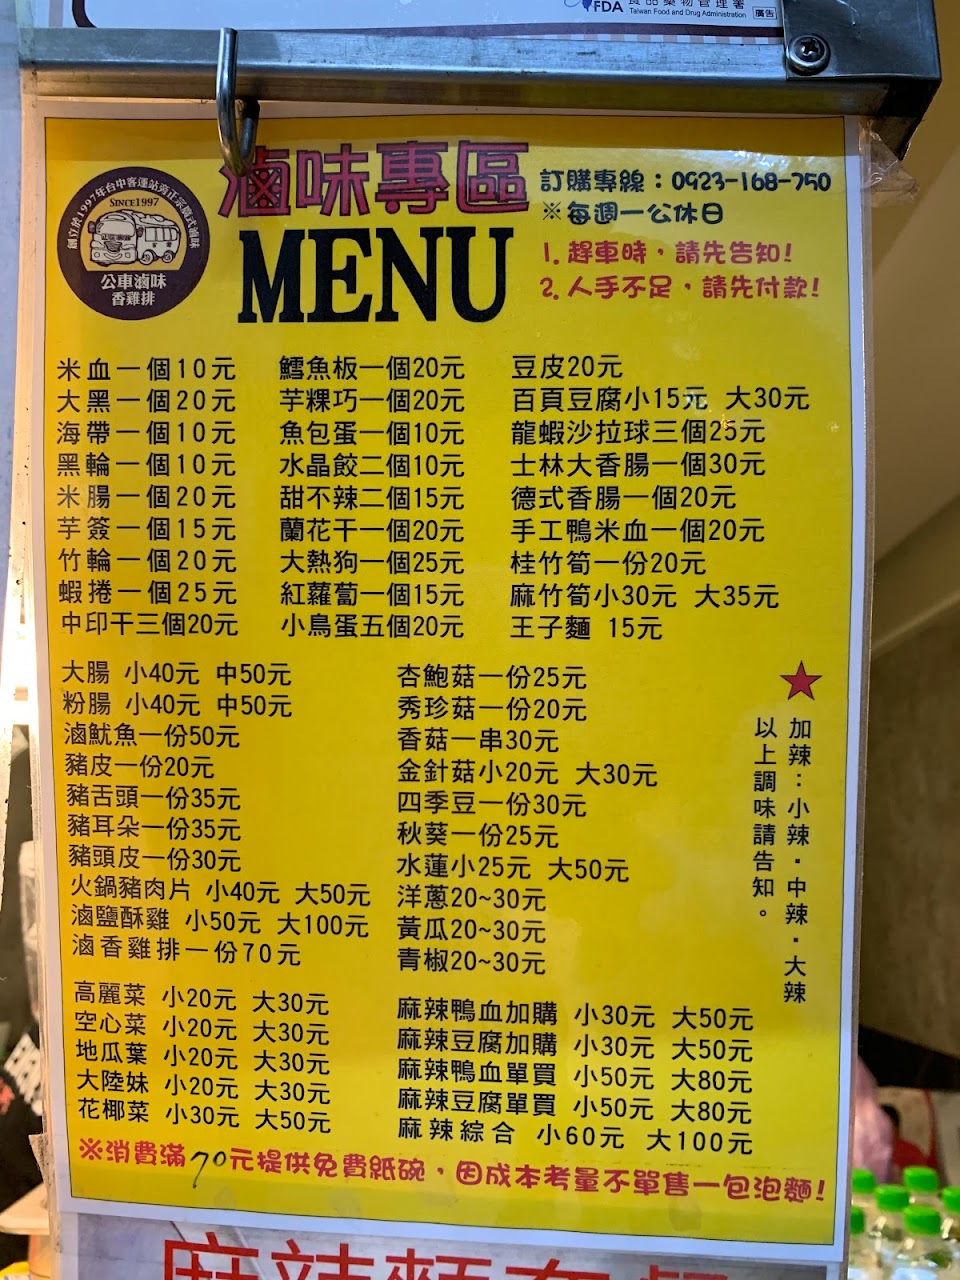 FDA 食品藥物管理署
Taiwan Food and Drug Administration
廣告
SINCE1997
公車滷味
香雞排
滷味專區
MENU
訂購專線：0923-168-750
※每週一公休日
1. 趕車時，請先告知!
2. 人手不足，請先付款!
米血一個10元
大黑一個20元
海帶一個10元
黑輪一個10元
米腸一個20元
芋簽一個15元
竹輪一個20元
蝦捲一個25元
中印干三個20元
鱈魚板一個20元
芋粿巧一個20元
魚包蛋一個10元
水晶餃二個10元
甜不辣二個15元
蘭花干一個20元
大熱狗一個25元
紅蘿蔔一個15元
小鳥蛋五個20元
豆皮20元
百頁豆腐小15元 大30元
龍蝦沙拉球三個25元
士林大香腸一個30元
德式香腸一個20元
手工鴨米血一個20元
桂竹筍一份20元
麻竹筍小30元 大35元
王子麵 15元
大腸 小40元 中50元
粉腸 小40元 中50元
滷魷魚一份50元
豬皮一份20元
豬舌頭一份35元
豬耳朵一份35元
豬頭皮一份30元
火鍋豬肉片 小40元 大50元
滷鹽酥雞 小50元 大100元
滷香雞排一份70元
杏鮑菇一份25元
秀珍菇一份20元
香菇一串30元
金針菇小20元 大30元
四季豆一份30元
秋葵一份25元
水蓮小25元 大50元
洋蔥20~30元
黃瓜20~30元
青椒20~30元
★
加辣：小辣．中辣．大辣
以上調味請告知。
高麗菜 小20元 大30元
空心菜 小20元 大30元
地瓜葉 小20元 大30元
大陸妹 小20元 大30元
花椰菜 小30元 大50元
麻辣鴨血加購 小30元 大50元
麻辣豆腐加購 小30元 大50元
麻辣鴨血單買 小50元 大80元
麻辣豆腐單買 小50元 大80元
麻辣綜合 小60元 大100元
※消費滿70元提供免費紙碗，因成本考量不單售一包泡麵!